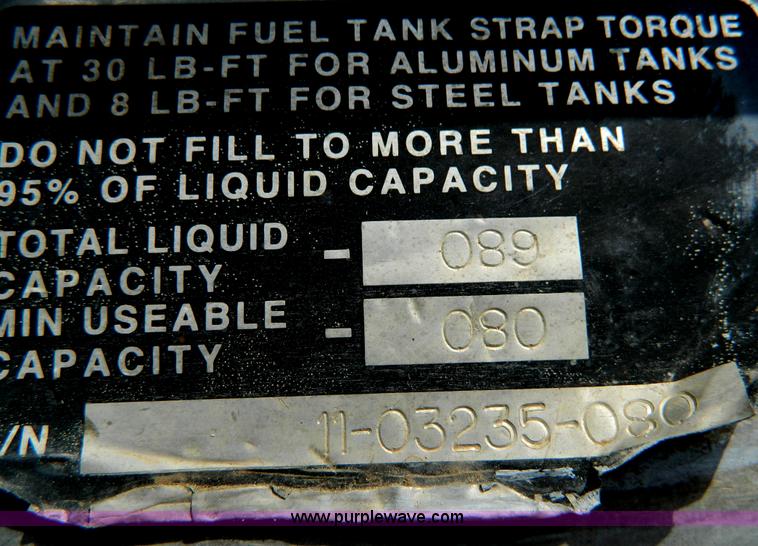 MAINTAIN FUEL TANK STRAP TORQUE
AT 30 LB-FT FOR ALUMINUM TANKS
AND 8 LB-FT FOR STEEL TANKS
DO NOT FILL TO MORE THAN
95% OF LIQUID CAPACITY
TOTAL LIQUID
CAPACITY - 089
MIN USEABLE
CAPACITY - 080
/N 11-03235-080
www.purplewave.com